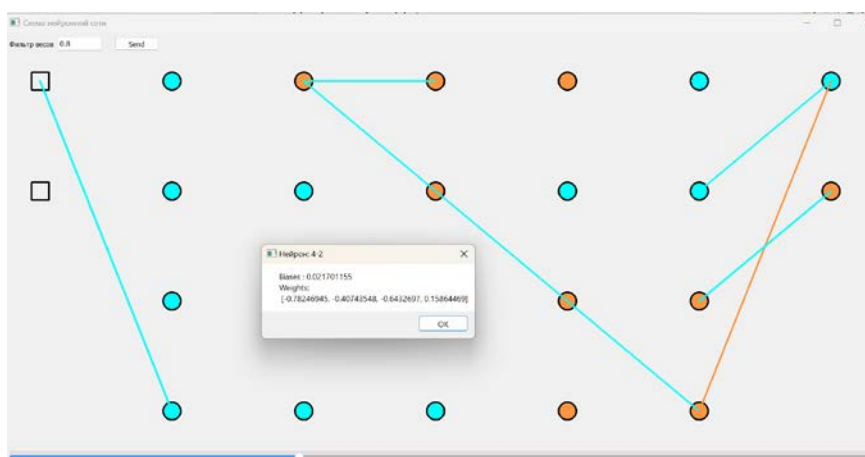 Схема нейронной сети
Фильтр весов 0.8 Send
Нейрон: 4-2
Biases : 0.021701155
Weights:
[-0.78246945, -0.40743548, -0.6432697, 0.15864469]
OK